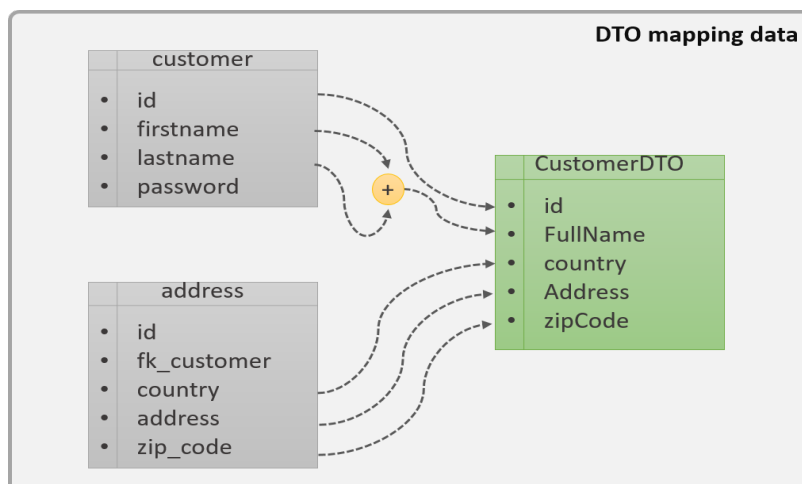 DTO mapping data
customer
• id
• firstname
• lastname
• password
+
CustomerDTO
• id
• FullName
• country
• Address
• zipCode
address
• id
• fk_customer
• country
• address
• zip_code